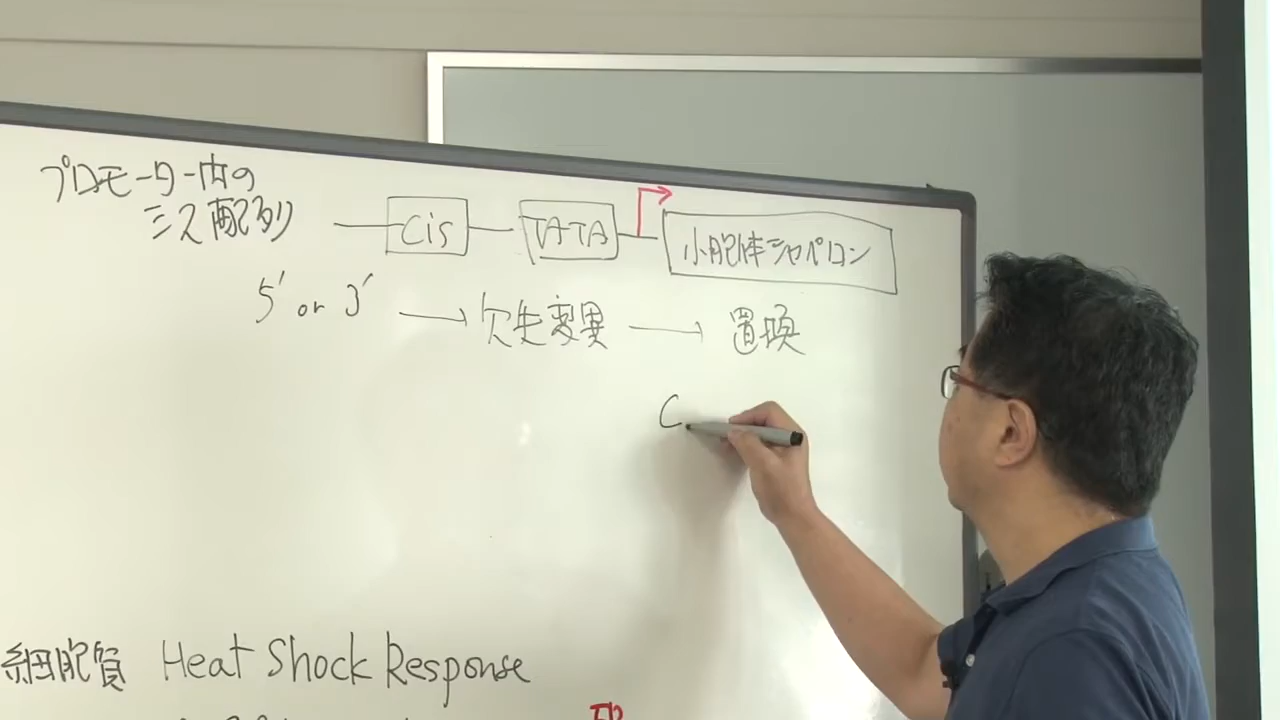 プロモーター内の
シス配列
cis TATA 小胞体シャペロン
5' or 3' → 欠失変異 → 置換
C
細胞質 Heat Shock Response